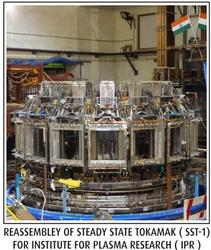 REASSEMBLEY OF STEADY STATE TOKAMAK ( SST-1)
FOR INSTITUTE FOR PLASMA RESEARCH ( IPR )